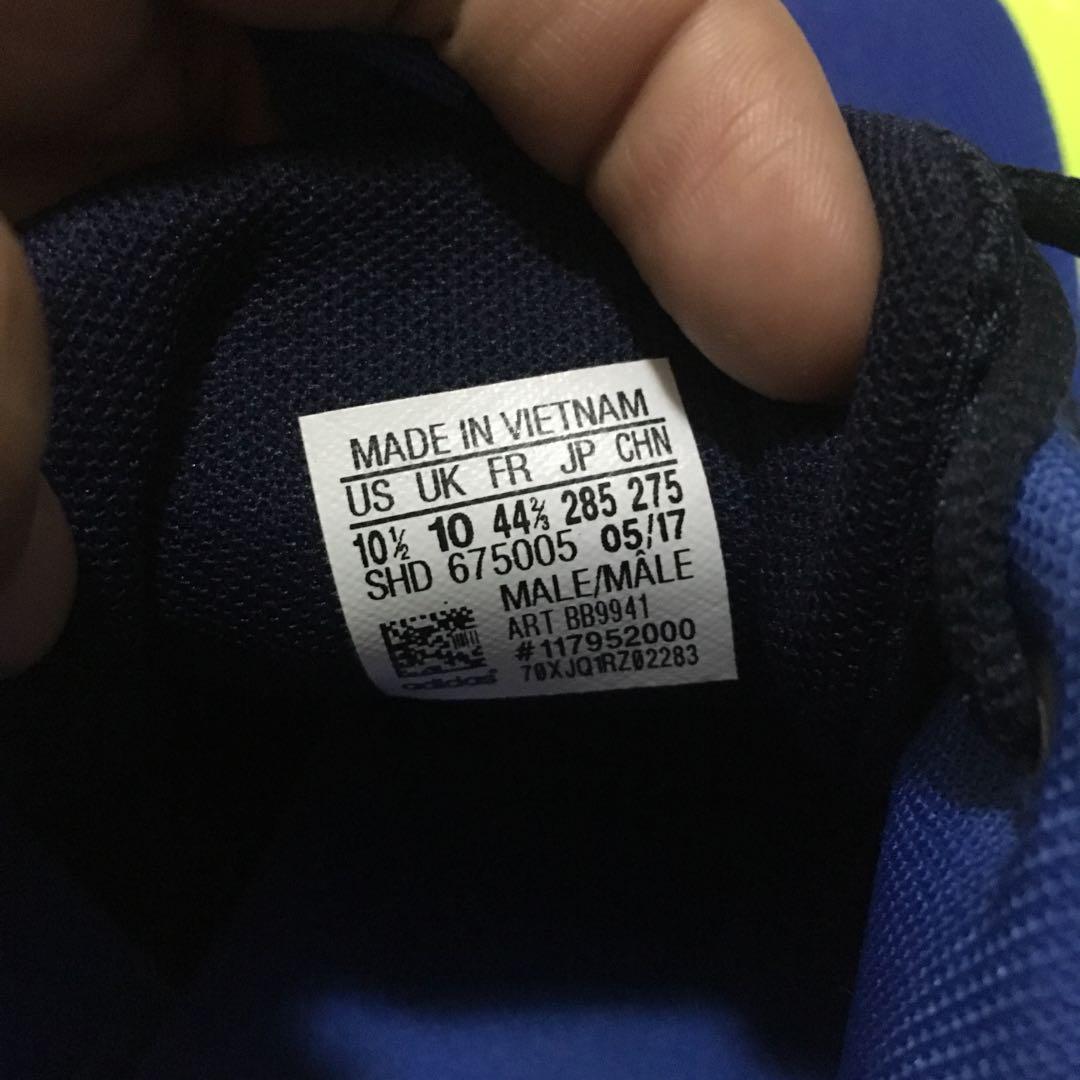 MADE IN VIETNAM
US UK FR JP CHN
10½ 10 44⅔ 285 275
SHD 675005 05/17
MALE/MÂLE
ART BB9941
#117952000
70XJQ1RZ02283
adidas